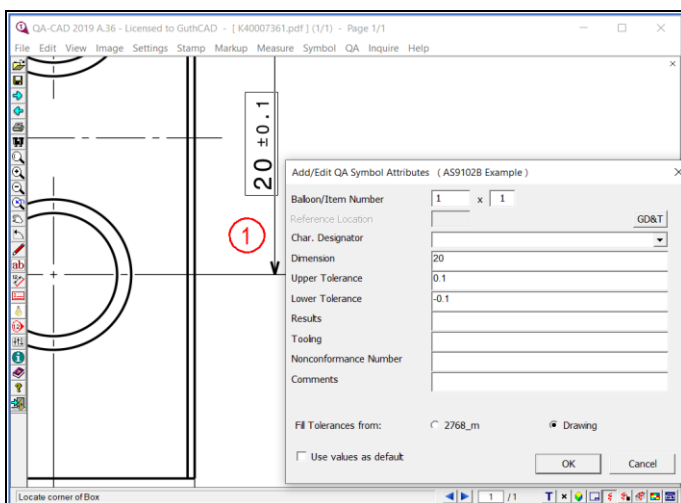 QA-CAD 2019 A.36 - Licensed to GuthCAD - [ K40007361.pdf ] (1/1) - Page 1/1
File Edit View Image Settings Stamp Markup Measure Symbol QA Inquire Help
20 ±0.1
1
Add/Edit QA Symbol Attributes ( AS9102B Example )
Balloon/Item Number 1 x 1
Reference Location GD&T
Char. Designator
Dimension 20
Upper Tolerance 0.1
Lower Tolerance -0.1
Results
Tooling
Nonconformance Number
Comments
Fill Tolerances from: 2768_m Drawing
Use values as default
OK Cancel
Locate corner of Box 1 /1